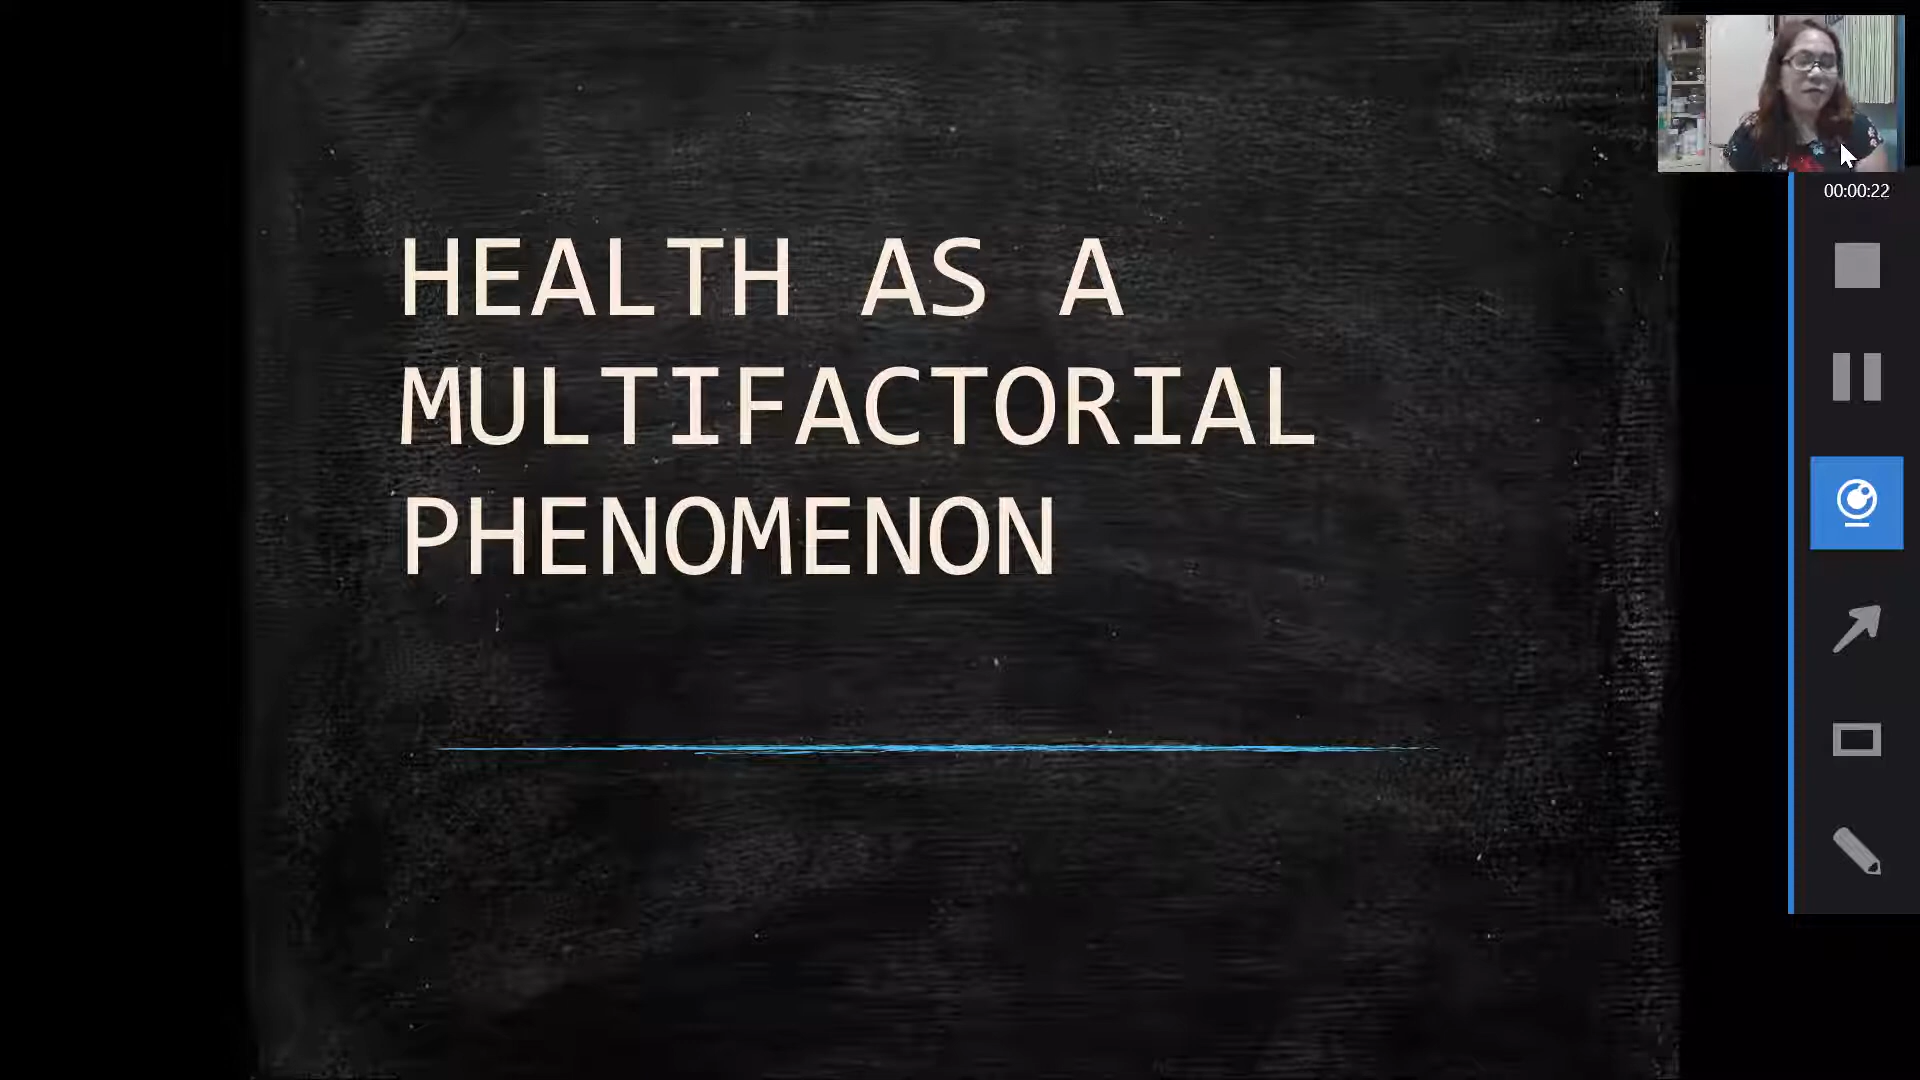 HEALTH AS A
MULTIFACTORIAL
PHENOMENON
00:00:22